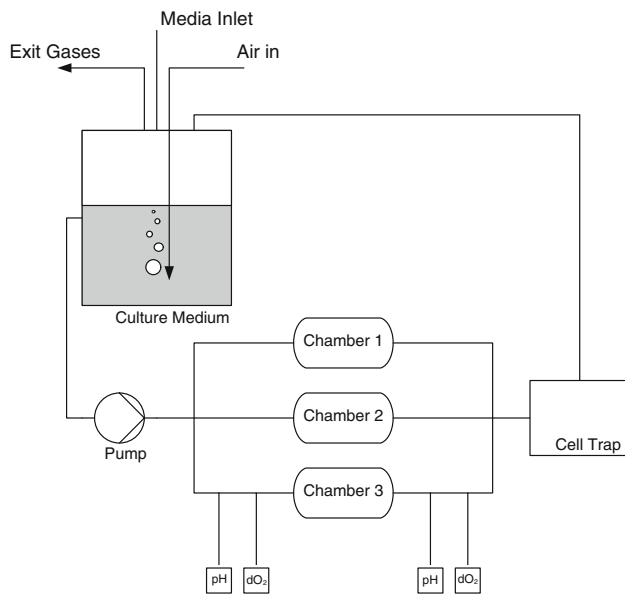 Media Inlet
Exit Gases
Air in
Culture Medium
Chamber 1
Chamber 2
Pump
Cell Trap
Chamber 3
pH
dO₂
pH
dO₂